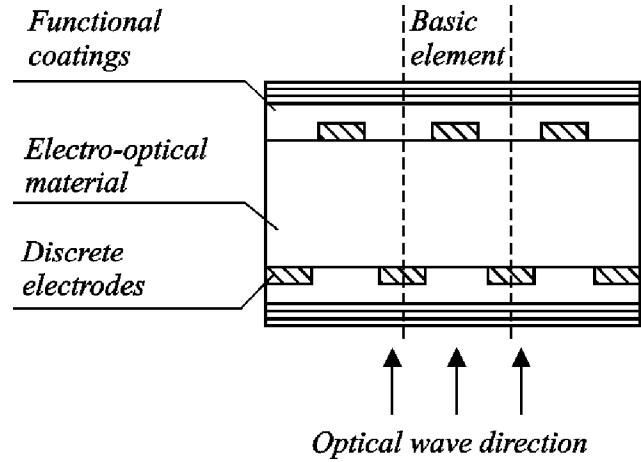 Functional
coatings
Basic
element
Electro-optical
material
Discrete
electrodes
Optical wave direction